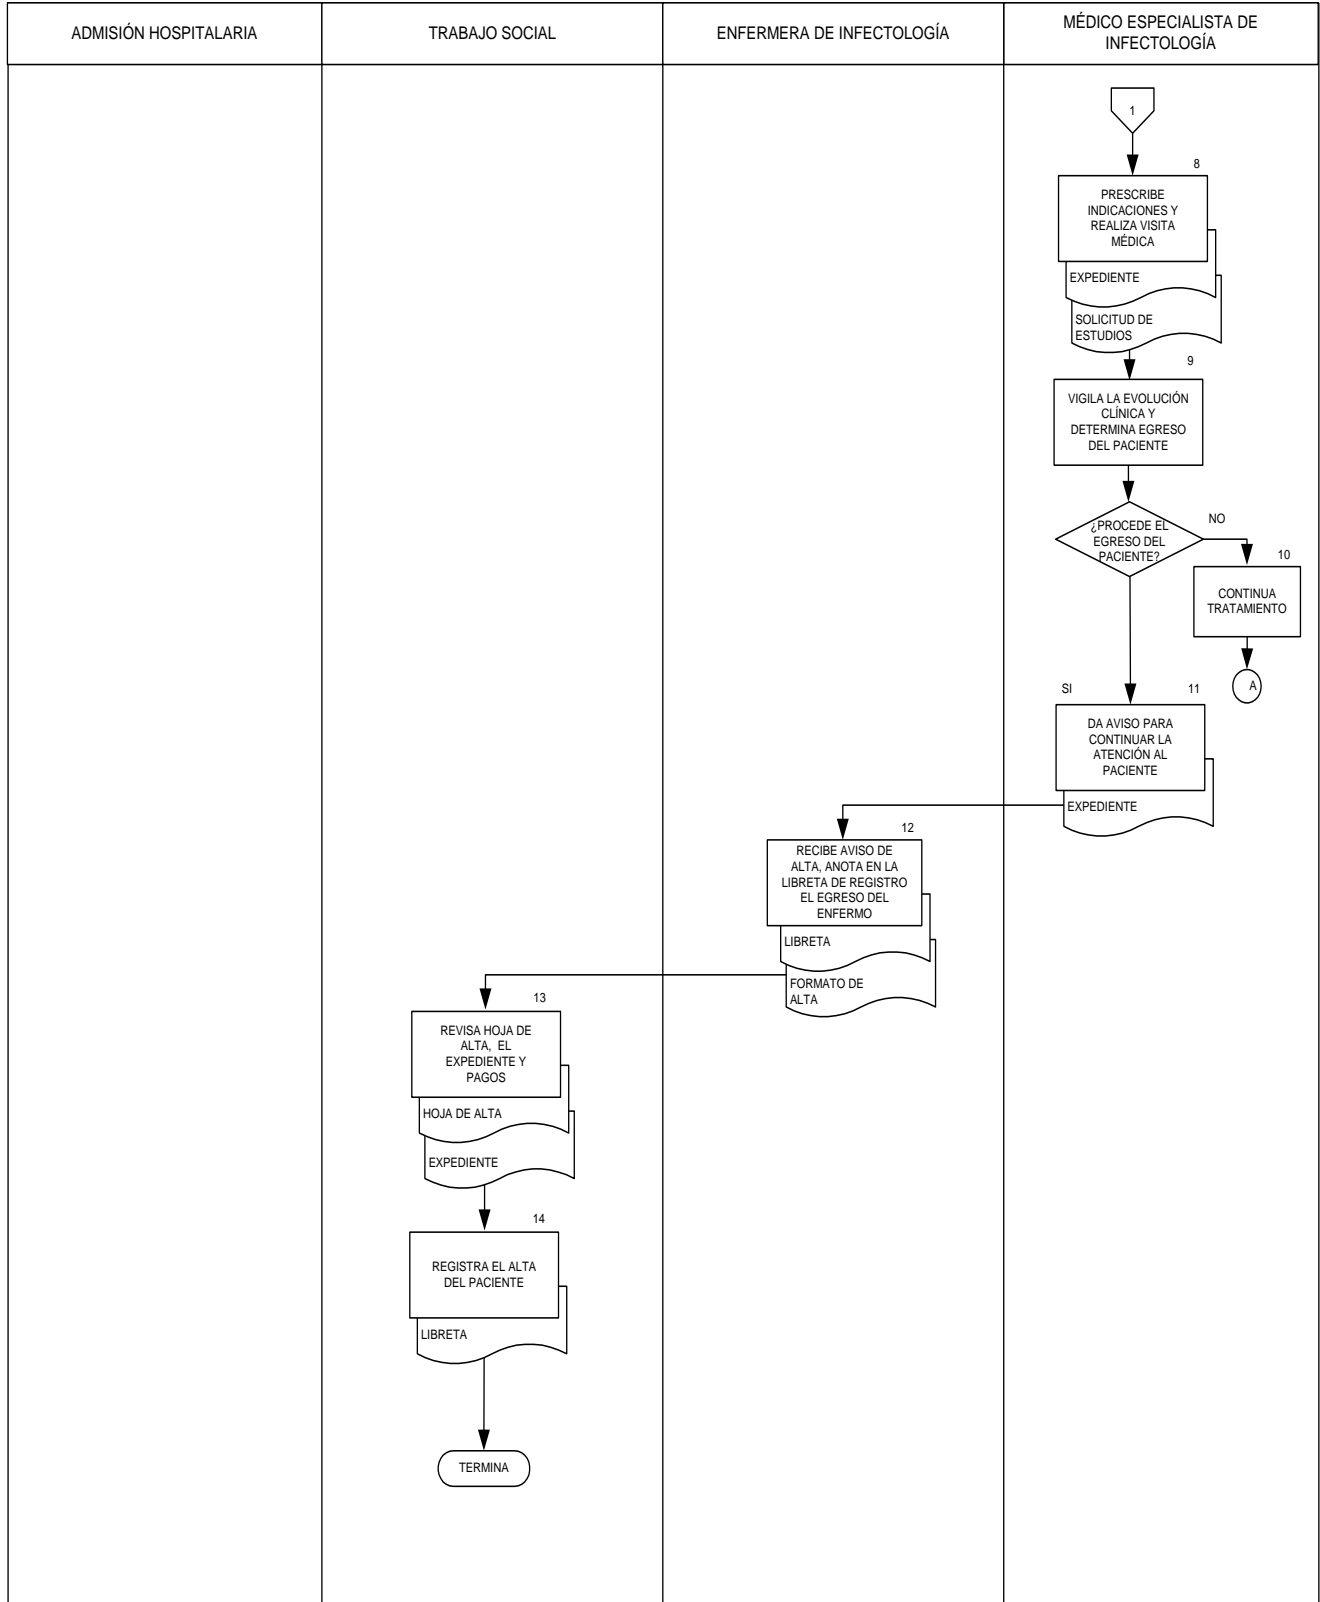 ADMISIÓN HOSPITALARIA
TRABAJO SOCIAL
ENFERMERA DE INFECTOLOGÍA
MÉDICO ESPECIALISTA DE
INFECTOLOGÍA
1
8
PRESCRIBE
INDICACIONES Y
REALIZA VISITA
MÉDICA
EXPEDIENTE
SOLICITUD DE
ESTUDIOS
9
VIGILA LA EVOLUCIÓN
CLÍNICA Y
DETERMINA EGRESO
DEL PACIENTE
¿PROCEDE EL
EGRESO DEL
PACIENTE?
NO
10
CONTINUA
TRATAMIENTO
A
SI
11
DA AVISO PARA
CONTINUAR LA
ATENCIÓN AL
PACIENTE
EXPEDIENTE
12
RECIBE AVISO DE
ALTA, ANOTA EN LA
LIBRETA DE REGISTRO
EL EGRESO DEL
ENFERMO
LIBRETA
FORMATO DE
ALTA
13
REVISA HOJA DE
ALTA, EL
EXPEDIENTE Y
PAGOS
HOJA DE ALTA
EXPEDIENTE
14
REGISTRA EL ALTA
DEL PACIENTE
LIBRETA
TERMINA